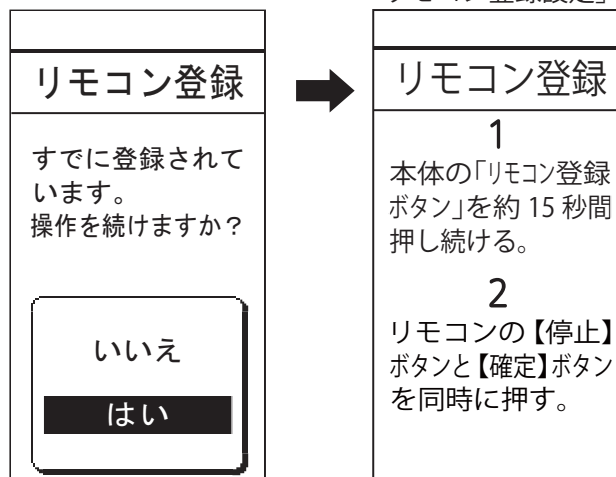 リモコン登録
すでに登録されて
います。
操作を続けますか？
いいえ
はい
リモコン登録
1
本体の「リモコン登録
ボタン」を約 15 秒間
押し続ける。
2
リモコンの【停止】
ボタンと【確定】ボタン
を同時に押す。